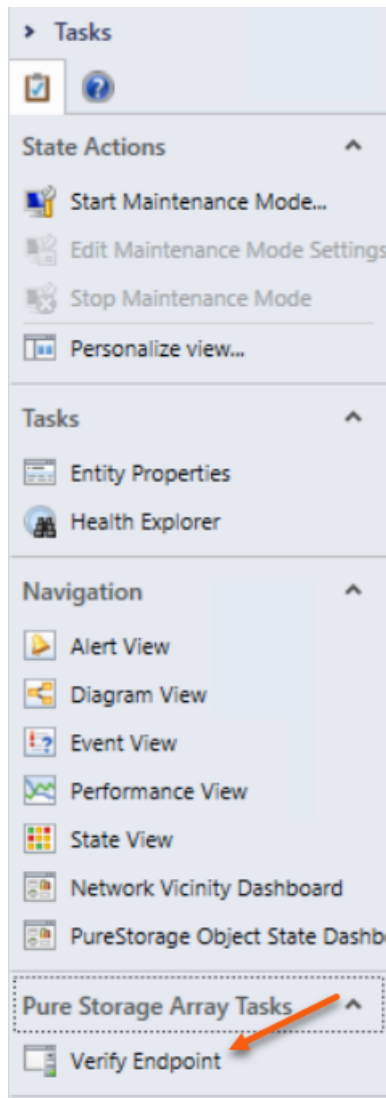 Tasks
State Actions
Start Maintenance Mode...
Edit Maintenance Mode Settings
Stop Maintenance Mode
Personalize view...
Tasks
Entity Properties
Health Explorer
Navigation
Alert View
Diagram View
Event View
Performance View
State View
Network Vicinity Dashboard
PureStorage Object State Dashb
Pure Storage Array Tasks
Verify Endpoint